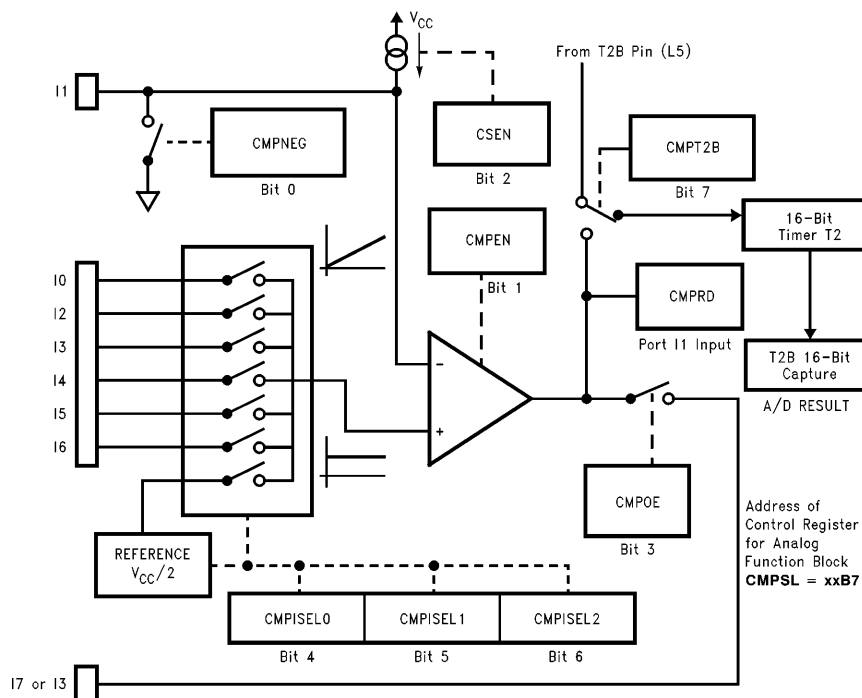 VCC
From T2B Pin (L5)
I1
CMPNEG
Bit 0
CSEN
Bit 2
CMPT2B
Bit 7
16-Bit
Timer T2
CMPEN
Bit 1
CMPRD
Port I1 Input
T2B 16-Bit
Capture
A/D RESULT
I0
I2
I3
I4
I5
I6
−
+
CMPOE
Bit 3
Address of
Control Register
for Analog
Function Block
CMPSL = xxB7
REFERENCE
VCC/2
CMPISEL0
CMPISEL1
CMPISEL2
Bit 4
Bit 5
Bit 6
I7 or I3